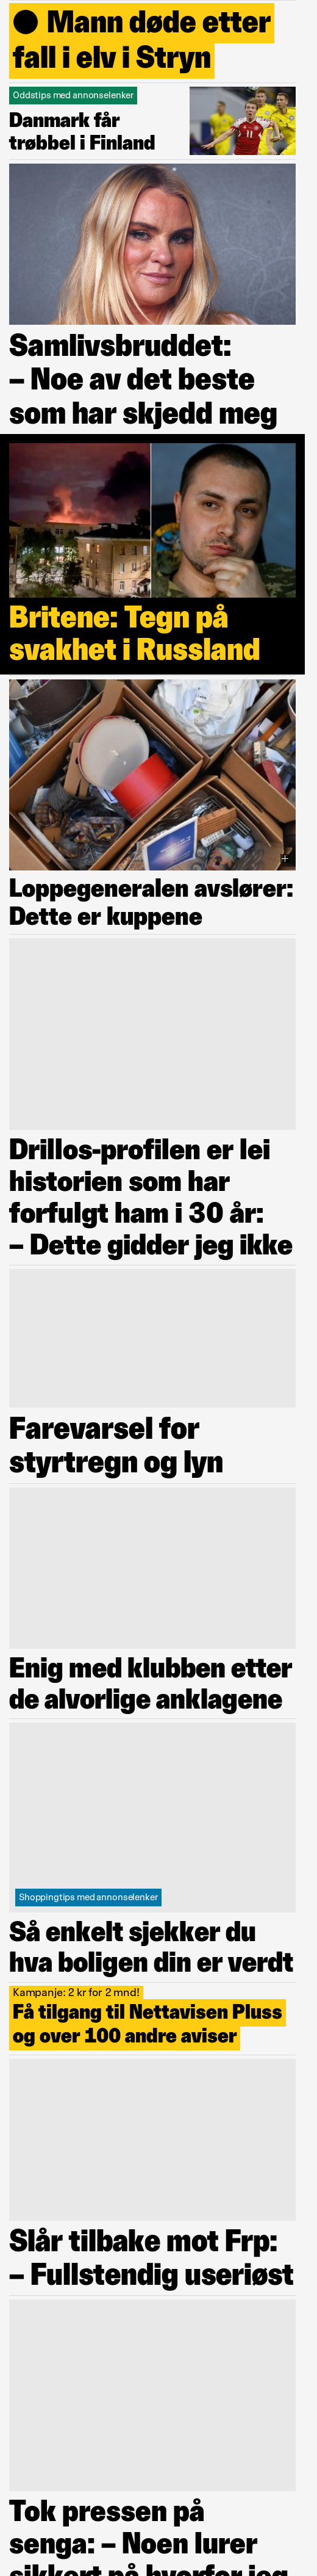 Mann døde etter
fall i elv i Stryn
Oddstips med annonselenker
Danmark får
trøbbel i Finland
Samlivsbruddet:
– Noe av det beste
som har skjedd meg
Britene: Tegn på
svakhet i Russland
Loppegeneralen avslører:
Dette er kuppene
Drillos-profilen er lei
historien som har
forfulgt ham i 30 år:
– Dette gidder jeg ikke
Farevarsel for
styrtregn og lyn
Enig med klubben etter
de alvorlige anklagene
Shoppingtips med annonselenker
Så enkelt sjekker du
hva boligen din er verdt
Kampanje: 2 kr for 2 mnd!
Få tilgang til Nettavisen Pluss
og over 100 andre aviser
Slår tilbake mot Frp:
– Fullstendig useriøst
Tok pressen på
senga: – Noen lurer
sikkert på hvorfor jeg